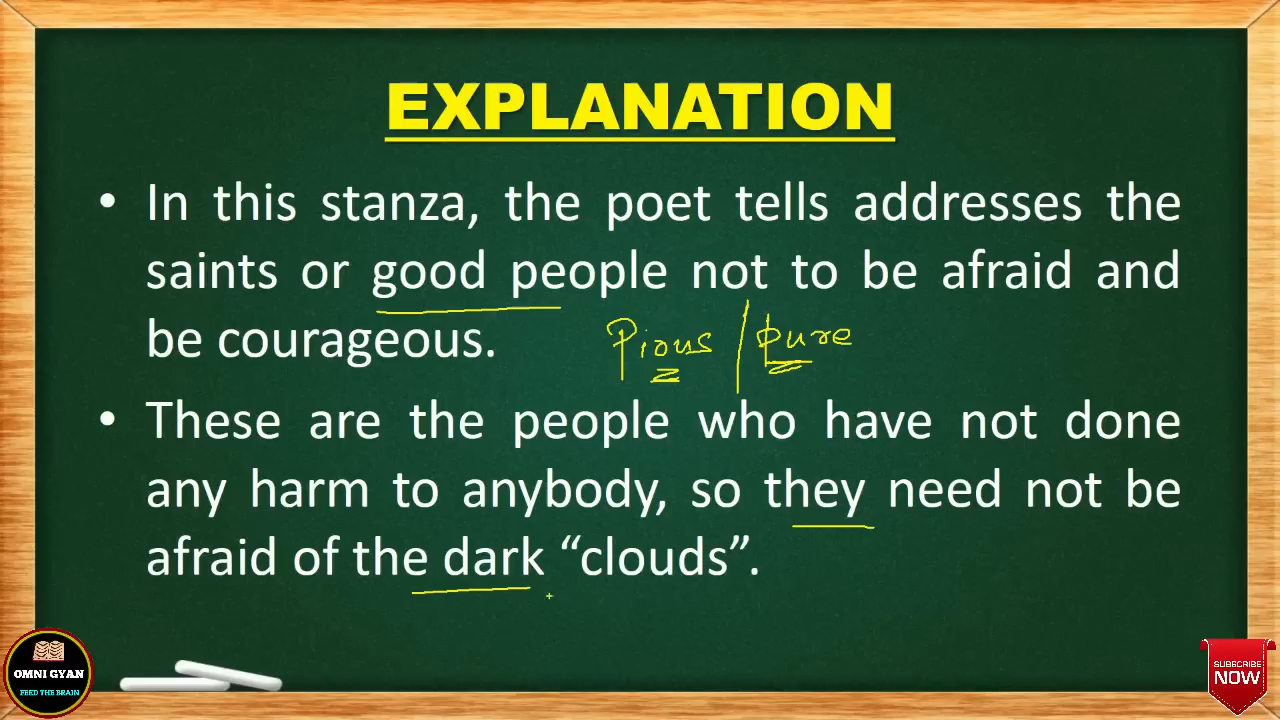 EXPLANATION
• In this stanza, the poet tells addresses the
saints or good people not to be afraid and
be courageous.
Pious / pure
• These are the people who have not done
any harm to anybody, so they need not be
afraid of the dark “clouds”.
OMNI GYAN
FEED THE BRAIN
SUBSCRIBE
NOW